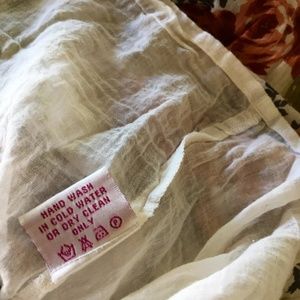 HAND WASH
IN COLD WATER
OR DRY CLEAN
ONLY
P